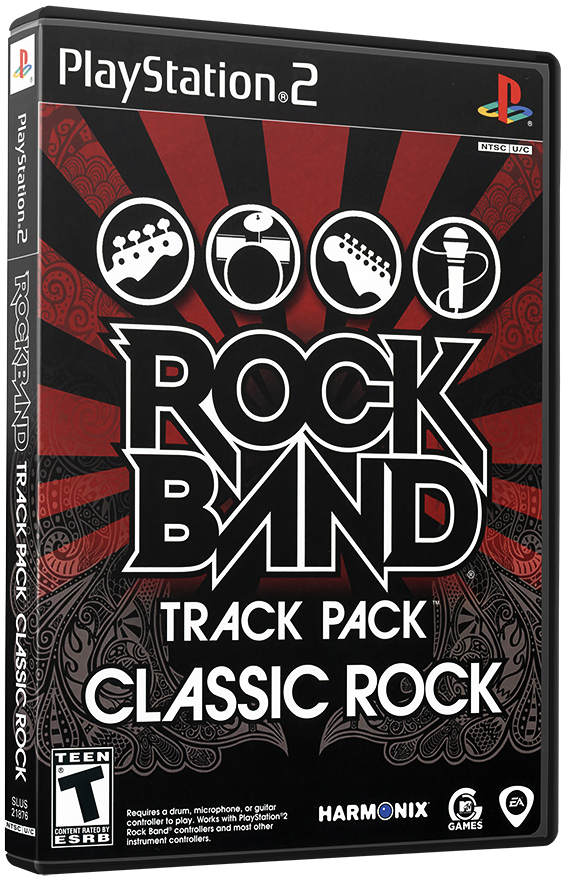 PlayStation®2
NTSC U/C
ROCK
BAND®
TRACK PACK™
CLASSIC ROCK
TEEN
T
®
CONTENT RATED BY
ESRB
Requires a drum, microphone, or guitar
controller to play. Works with PlayStation®2
Rock Band® controllers and most other
instrument controllers.
HARMONIX
MTV
GAMES
EA
PlayStation®2
ROCKBAND TRACK PACK CLASSIC ROCK
SLUS
21876
NTSC U/C